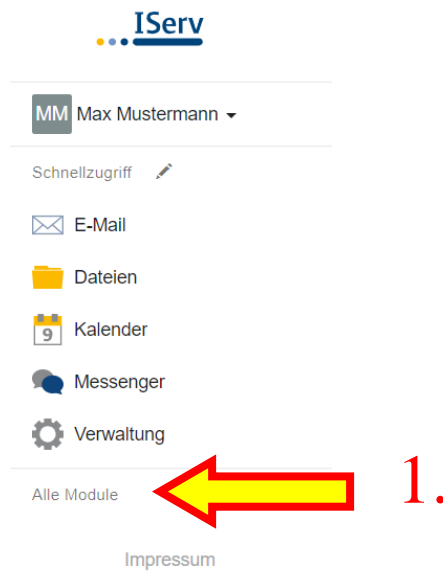 IServ
MM Max Mustermann
Schnellzugriff
E-Mail
Dateien
9 Kalender
Messenger
Verwaltung
Alle Module 1.
Impressum